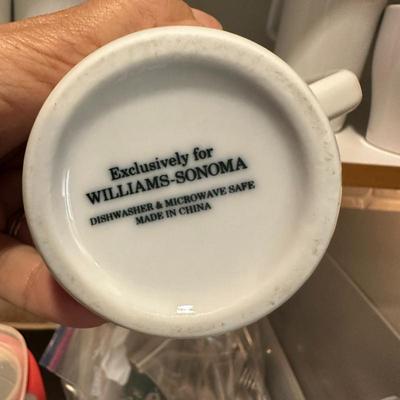 Exclusively for
WILLIAMS-SONOMA
DISHWASHER & MICROWAVE SAFE
MADE IN CHINA